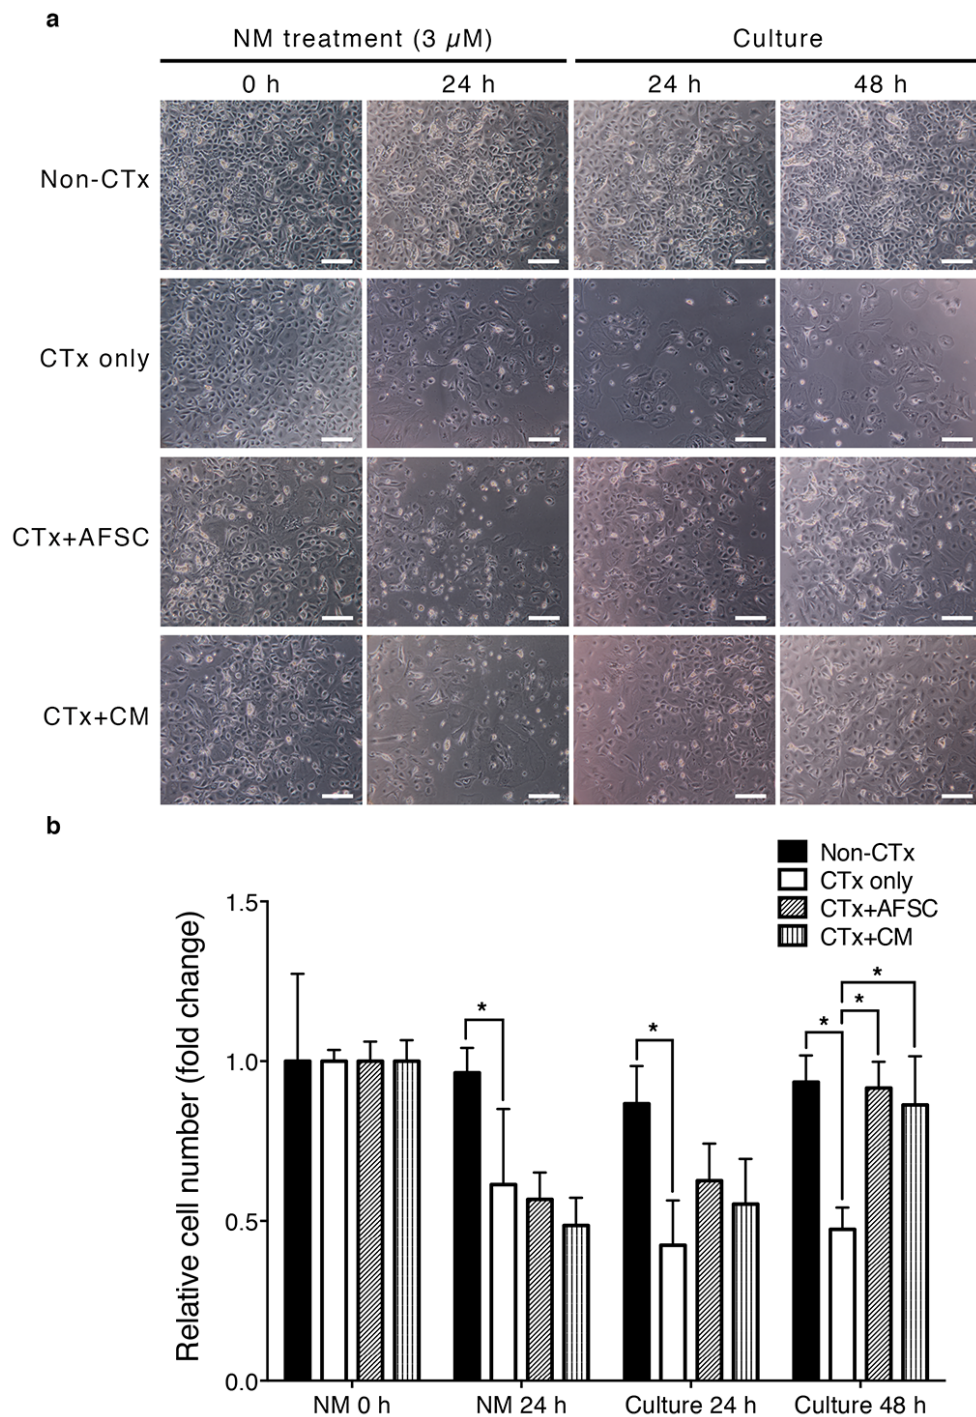 a
NM treatment (3 µM) Culture
0 h 24 h 24 h 48 h
Non-CTx
CTx only
CTx+AFSC
CTx+CM
b
Non-CTx
CTx only
CTx+AFSC
CTx+CM
Relative cell number (fold change)
1.5
1.0
0.5
0.0
* * * * *
NM 0 h NM 24 h Culture 24 h Culture 48 h